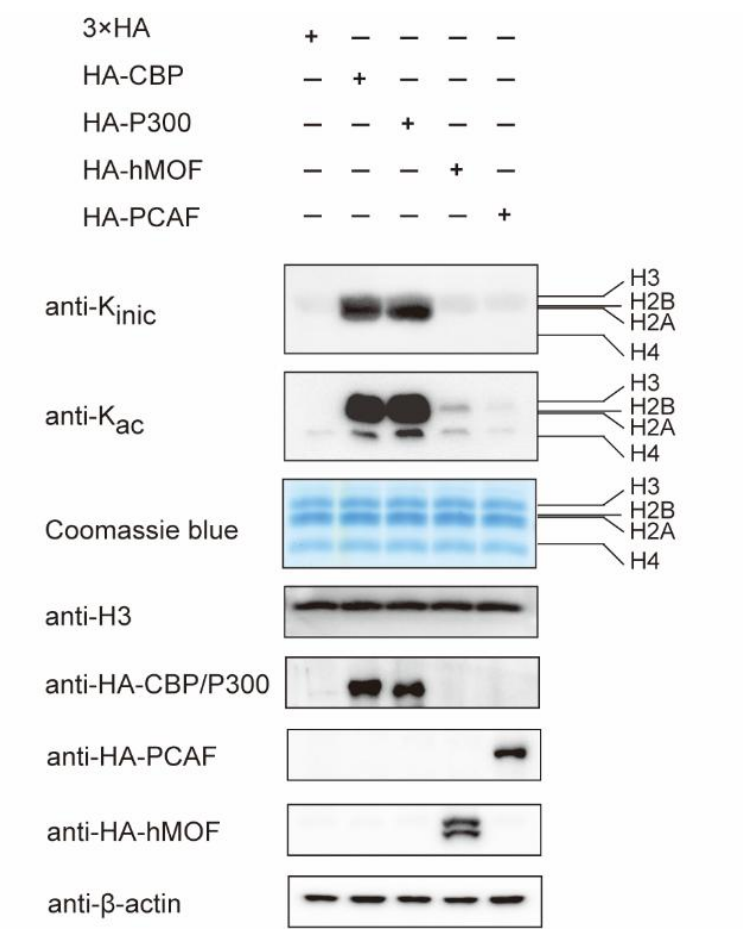 3×HA + − − − −
HA-CBP − + − − −
HA-P300 − − + − −
HA-hMOF − − − + −
HA-PCAF − − − − +
anti-Kinic
H3
H2B
H2A
H4
anti-Kac
H3
H2B
H2A
H4
Coomassie blue
H3
H2B
H2A
H4
anti-H3
anti-HA-CBP/P300
anti-HA-PCAF
anti-HA-hMOF
anti-β-actin